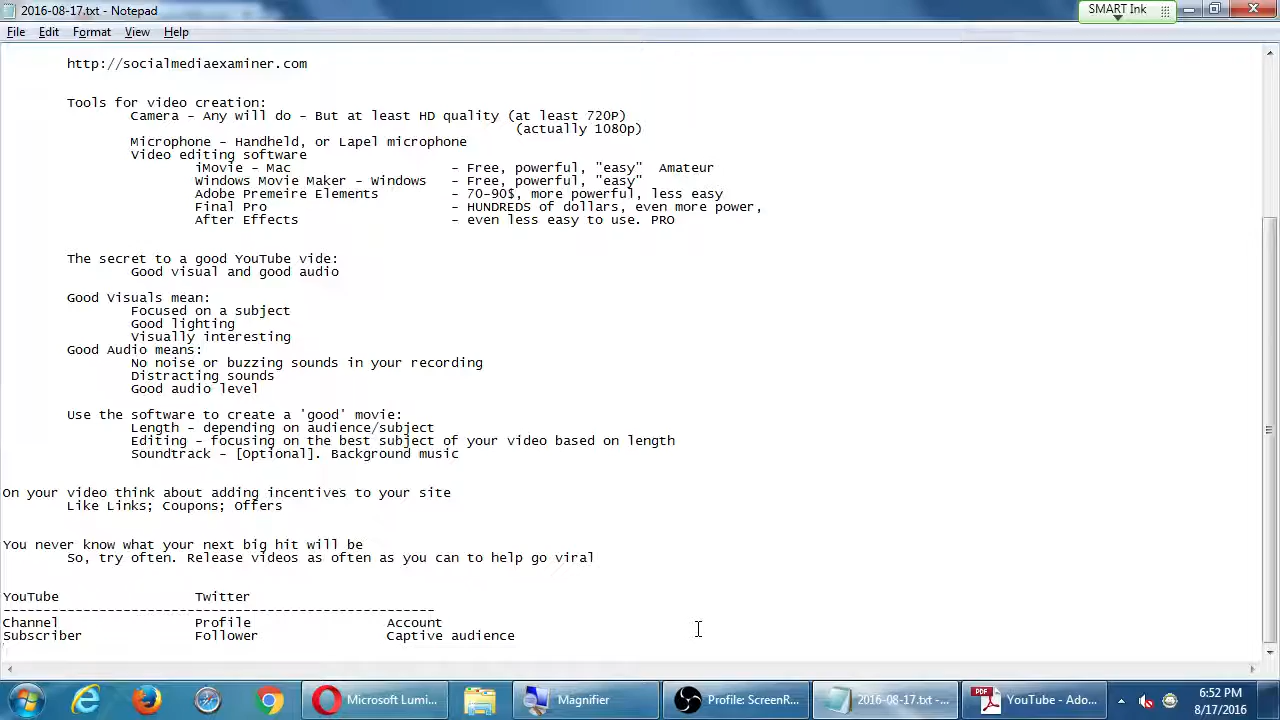 2016-08-17.txt - Notepad
SMART Ink
File Edit Format View Help
http://socialmediaexaminer.com
Tools for video creation:
Camera - Any will do - But at least HD quality (at least 720P)
(actually 1080p)
Microphone - Handheld, or Lapel microphone
Video editing software
iMovie - Mac - Free, powerful, "easy" Amateur
Windows Movie Maker - Windows - Free, powerful, "easy"
Adobe Premeire Elements - 70-90$, more powerful, less easy
Final Pro - HUNDREDS of dollars, even more power,
After Effects - even less easy to use. PRO
The secret to a good YouTube vide:
Good visual and good audio
Good Visuals mean:
Focused on a subject
Good lighting
Visually interesting
Good Audio means:
No noise or buzzing sounds in your recording
Distracting sounds
Good audio level
Use the software to create a 'good' movie:
Length - depending on audience/subject
Editing - focusing on the best subject of your video based on length
Soundtrack - [Optional]. Background music
On your video think about adding incentives to your site
Like Links; Coupons; Offers
You never know what your next big hit will be
So, try often. Release videos as often as you can to help go viral
YouTube Twitter
------------------------------------------------------
Channel Profile Account
Subscriber Follower Captive audience
Microsoft Lumi... Magnifier Profile: ScreenR... 2016-08-17.txt -... PDF YouTube - Ado... 6:52 PM
8/17/2016